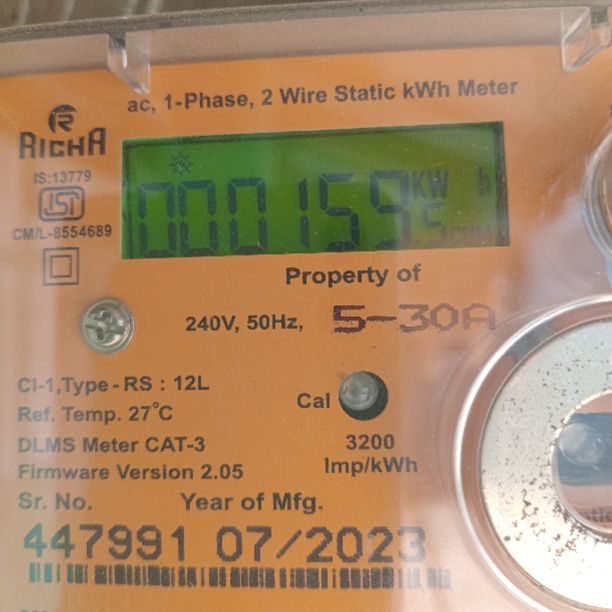 ac, 1-Phase, 2 Wire Static kWh Meter
R
RICHA
IS:13779
ISI
CM/L-8554689
000159.5 KW h
Property of
240V, 50Hz, 5-30A
Cl-1,Type-RS : 12L
Ref. Temp. 27°C
Cal
DLMS Meter CAT-3
3200
Imp/kWh
Firmware Version 2.05
Sr. No. Year of Mfg.
447991 07/2023